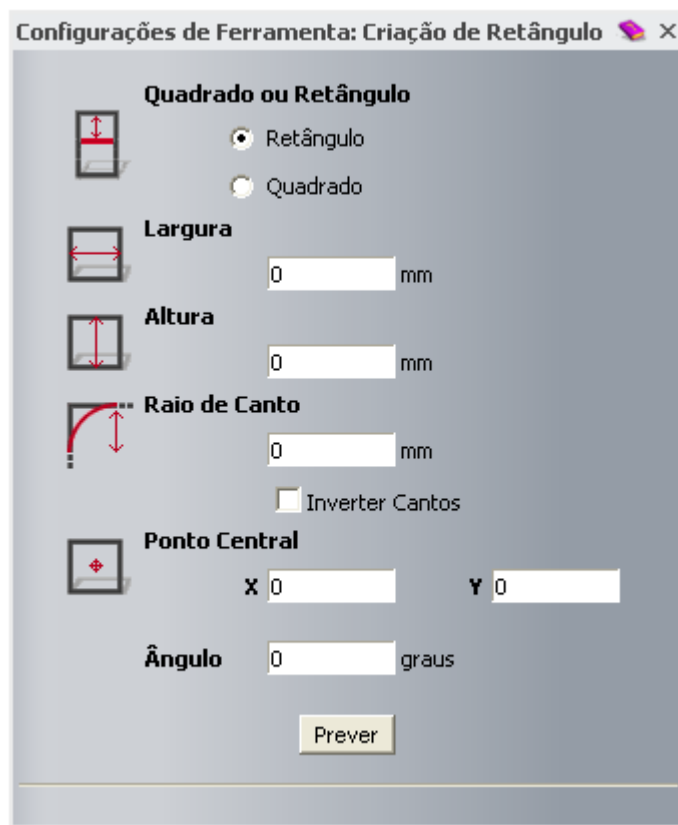 Configurações de Ferramenta: Criação de Retângulo
Quadrado ou Retângulo
Retângulo
Quadrado
Largura
0 mm
Altura
0 mm
Raio de Canto
0 mm
Inverter Cantos
Ponto Central
X 0 Y 0
Ângulo 0 graus
Prever